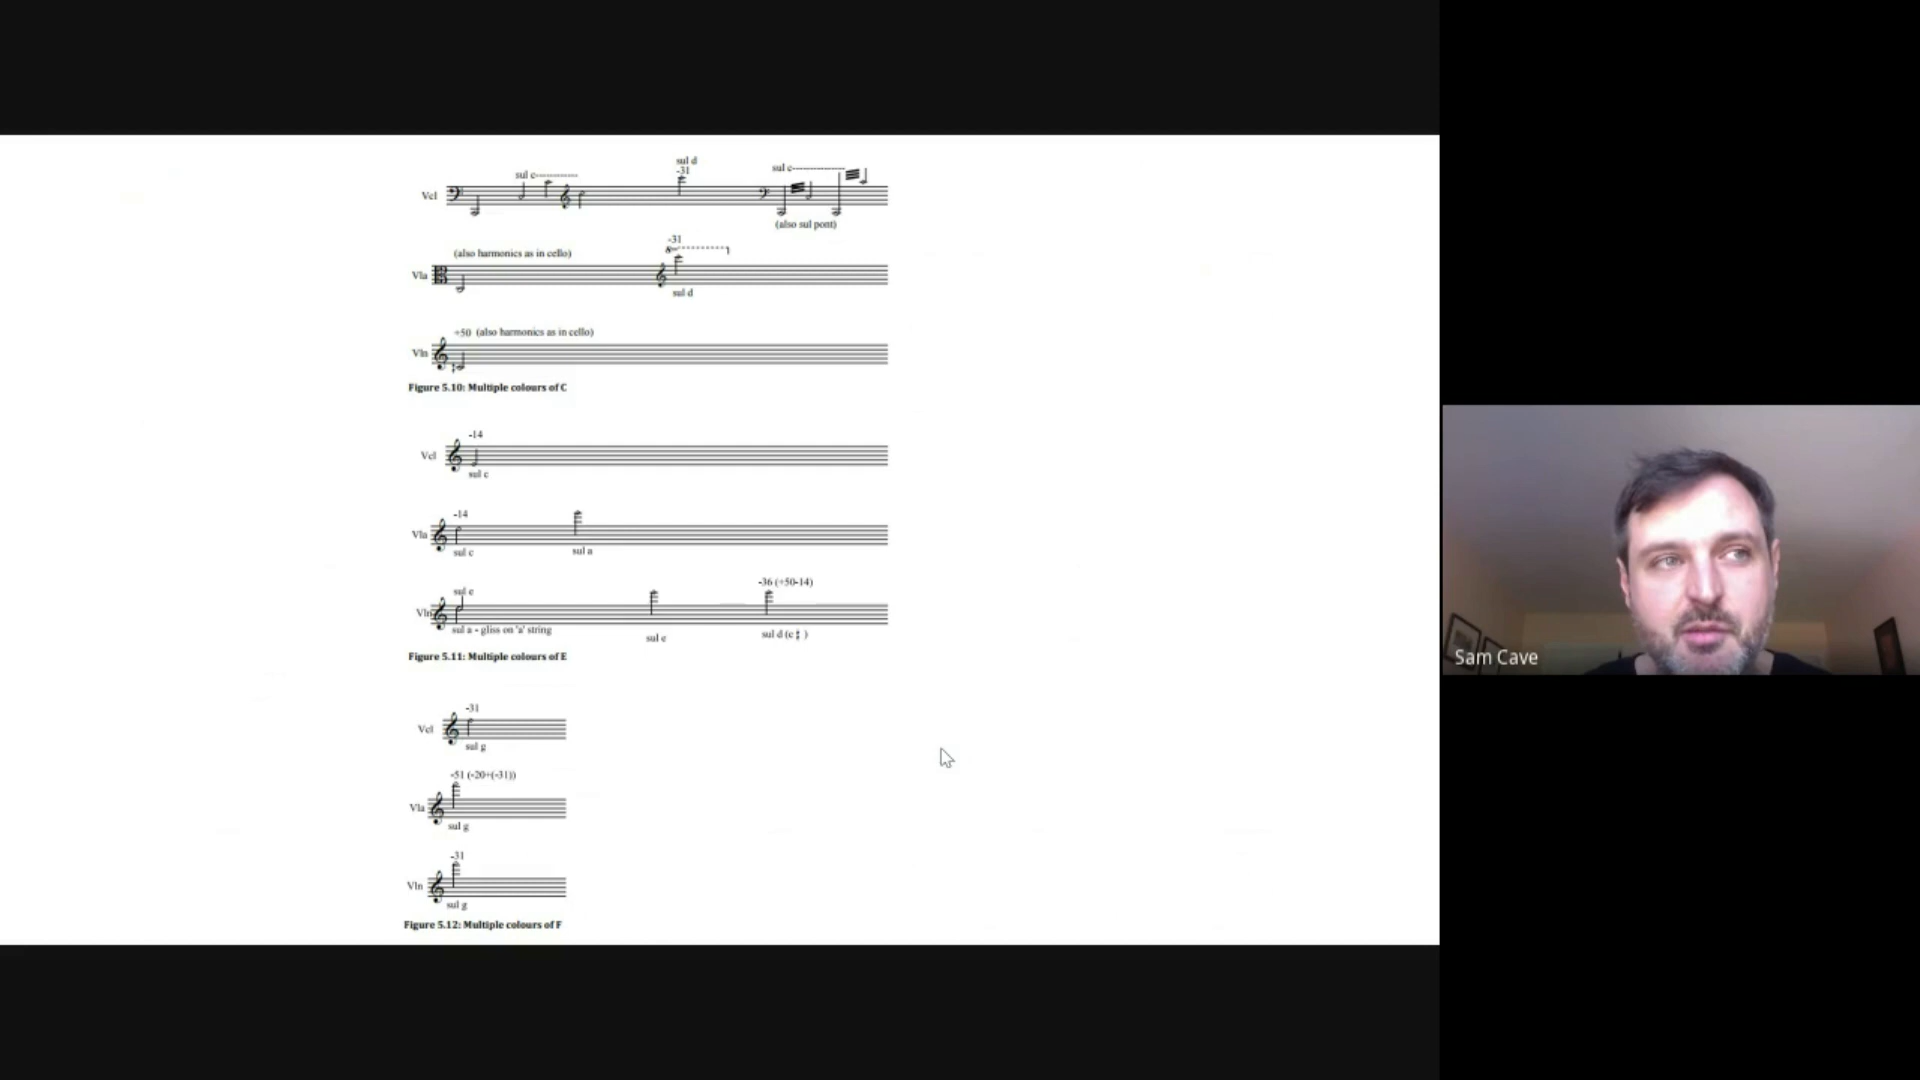 sul d
sul c------------ -31 sul c---------------
Vcl
(also sul pont)
-31
(also harmonics as in cello) 8va
Vla
sul d
+50 (also harmonics as in cello)
Vln
Figure 5.10: Multiple colours of C
-14
Vcl
sul c
-14
Vla
sul c sul a
sul e -36 (+50-14)
Vln
sul a - gliss on 'a' string sul e sul d (c )
Figure 5.11: Multiple colours of E
-31
Vcl
sul g
-51 (-20+(-31))
Vla
sul g
-31
Vln
sul g
Figure 5.12: Multiple colours of F
Sam Cave